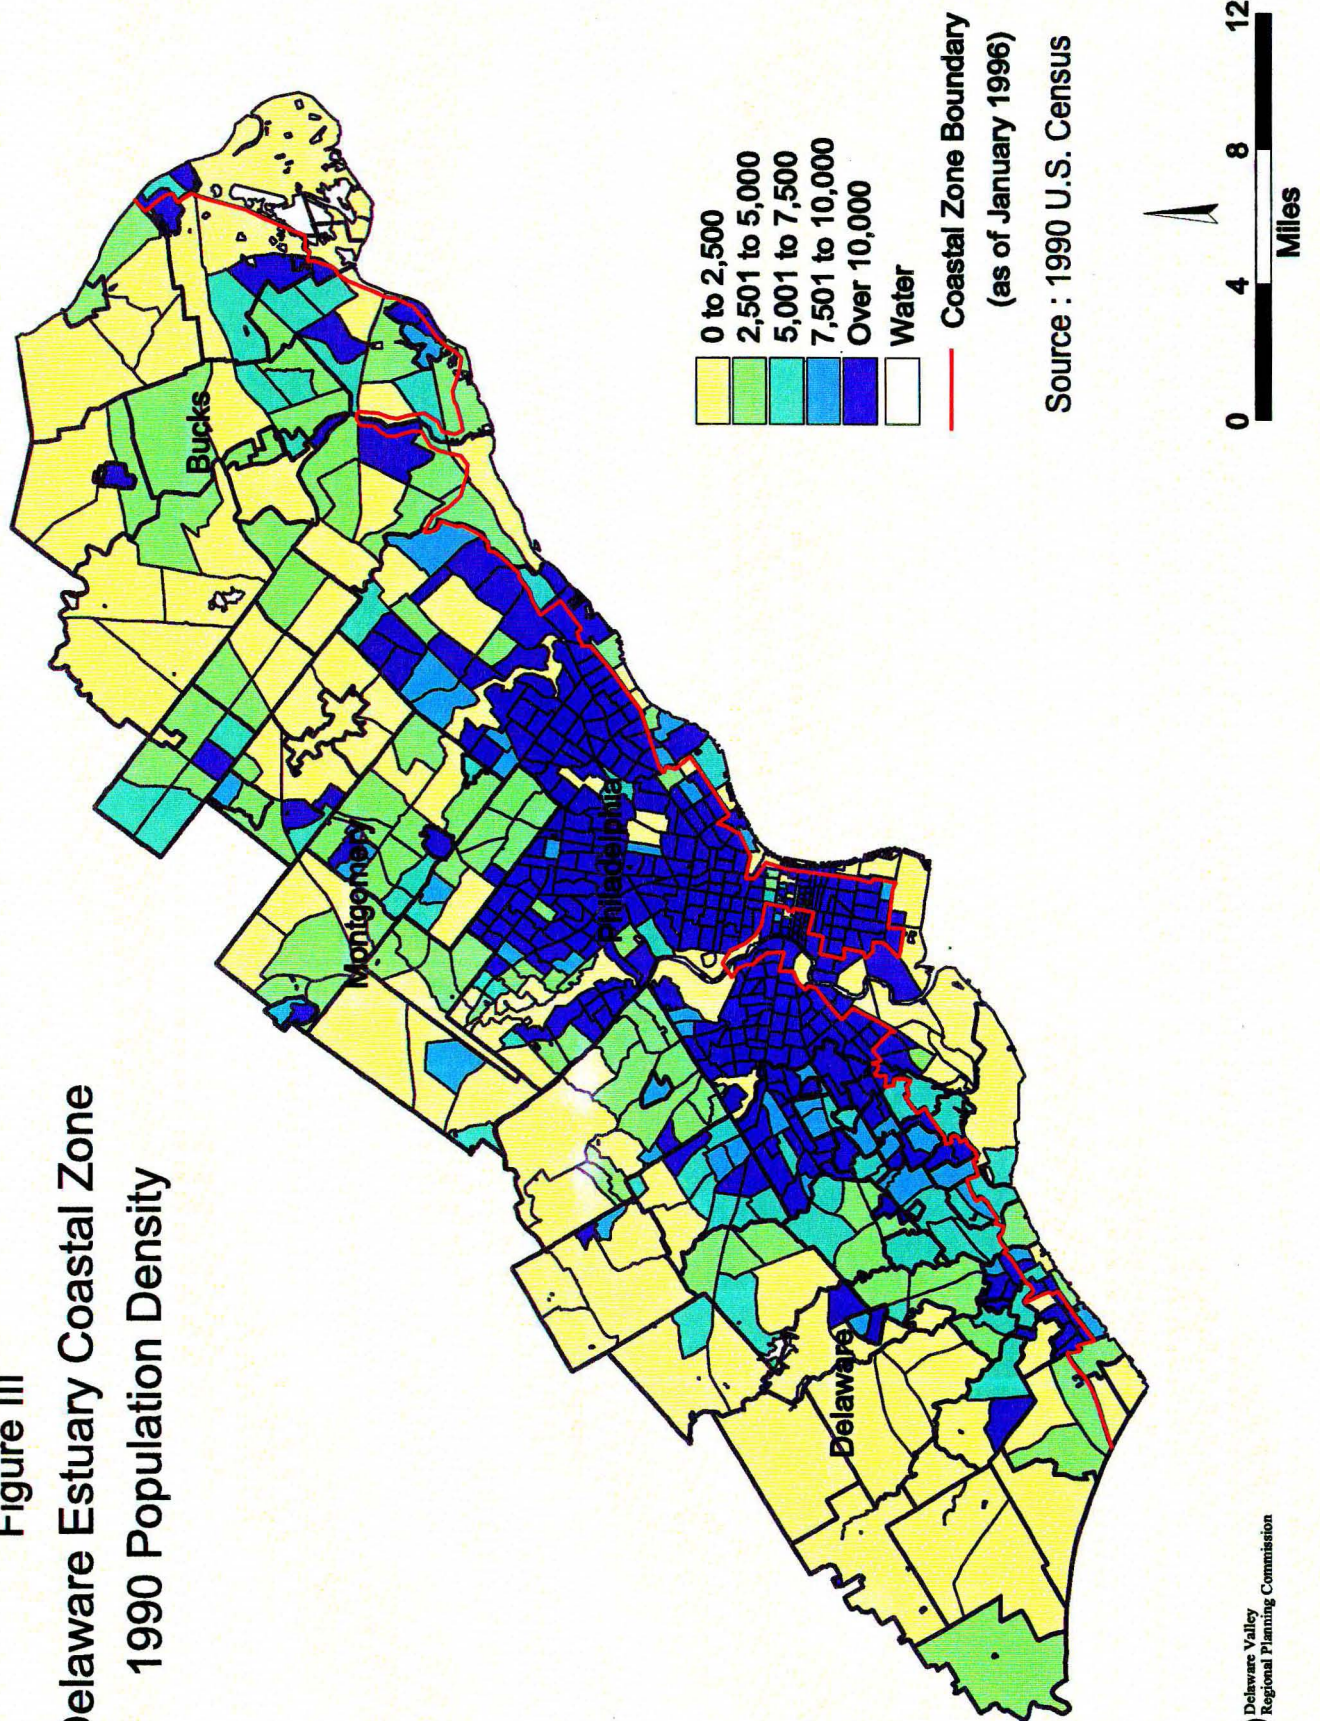 Figure III
Delaware Estuary Coastal Zone
1990 Population Density
Bucks
Montgomery
Philadelphia
Delaware
0 to 2,500
2,501 to 5,000
5,001 to 7,500
7,501 to 10,000
Over 10,000
Water
Coastal Zone Boundary
(as of January 1996)
Source : 1990 U.S. Census
0 4 8 12
Miles
Delaware Valley
Regional Planning Commission